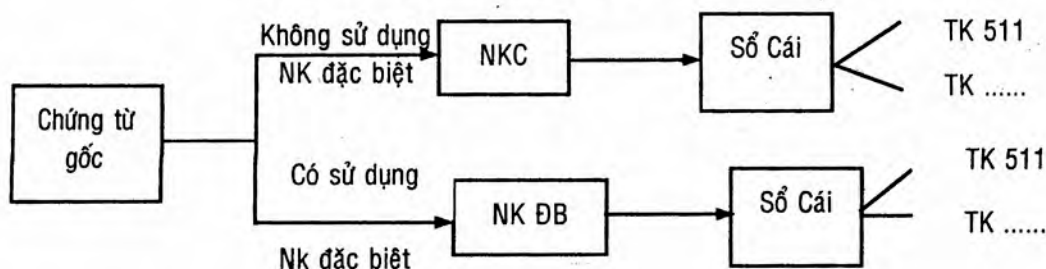 Chứng từ
gốc
Không sử dụng
NK đặc biệt
NKC
Sổ Cái
TK 511
TK ......
Có sử dụng
Nk đặc biệt
NK ĐB
Sổ Cái
TK 511
TK ......